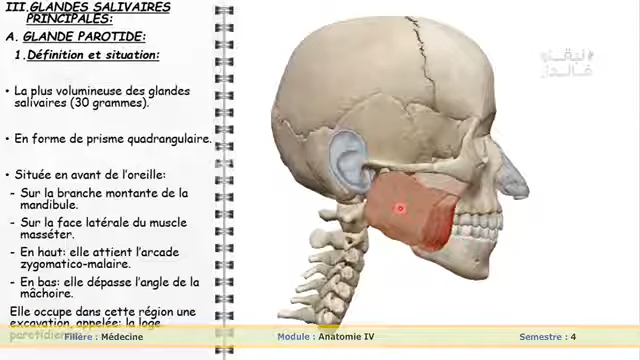 III. GLANDES SALIVAIRES
PRINCIPALES:
A. GLANDE PAROTIDE:
1. Définition et situation:
• La plus volumineuse des glandes
salivaires (30 grammes).
• En forme de prisme quadrangulaire.
• Située en avant de l'oreille:
- Sur la branche montante de la
mandibule.
- Sur la face latérale du muscle
masséter.
- En haut: elle attient l'arcade
zygomatico-malaire.
- En bas: elle dépasse l'angle de la
mâchoire.
Elle occupe dans cette région une
excavation, appelée: la loge
parotidienne
Filière : Médecine
Module : Anatomie IV
Semestre : 4